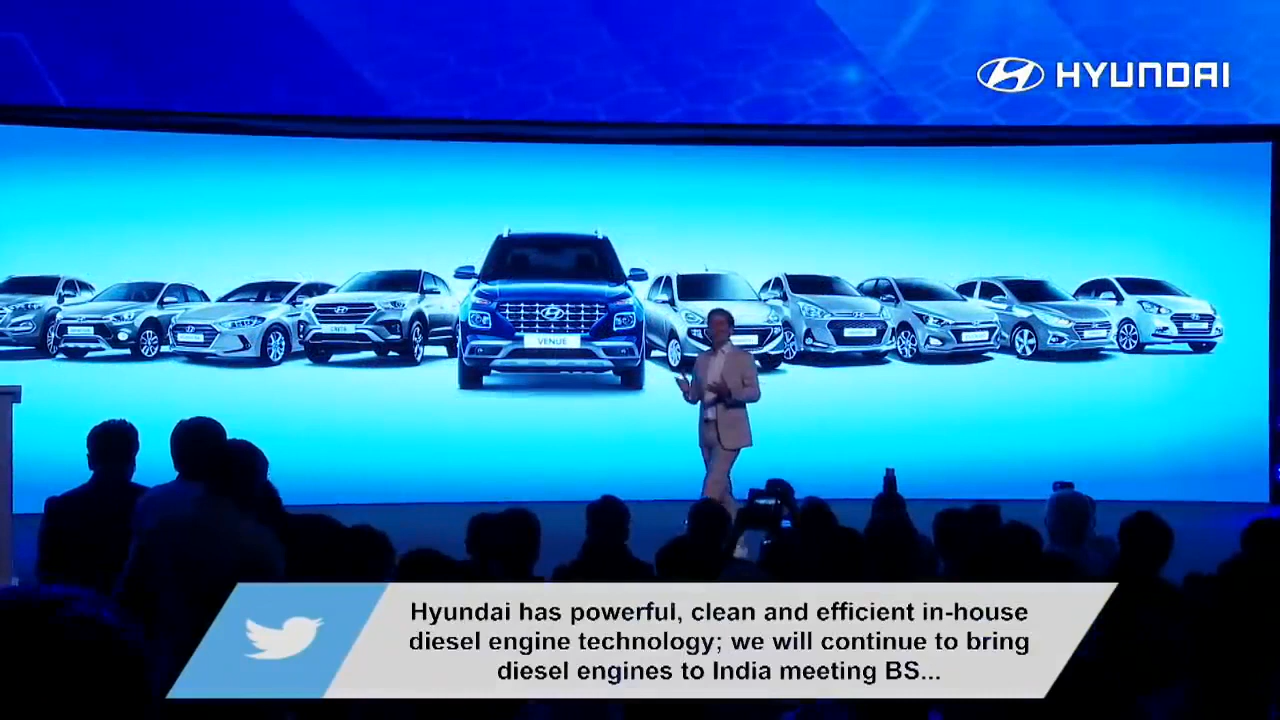 HYUNDAI
CRETA
VENUE
Hyundai has powerful, clean and efficient in-house
diesel engine technology; we will continue to bring
diesel engines to India meeting BS...